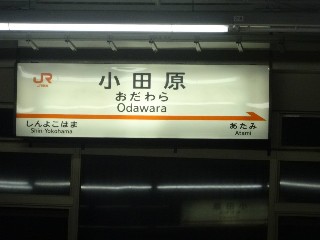 JR
小田原
おだわら
Odawara
しんよこはま
Shin-Yokohama
あたみ
Atami